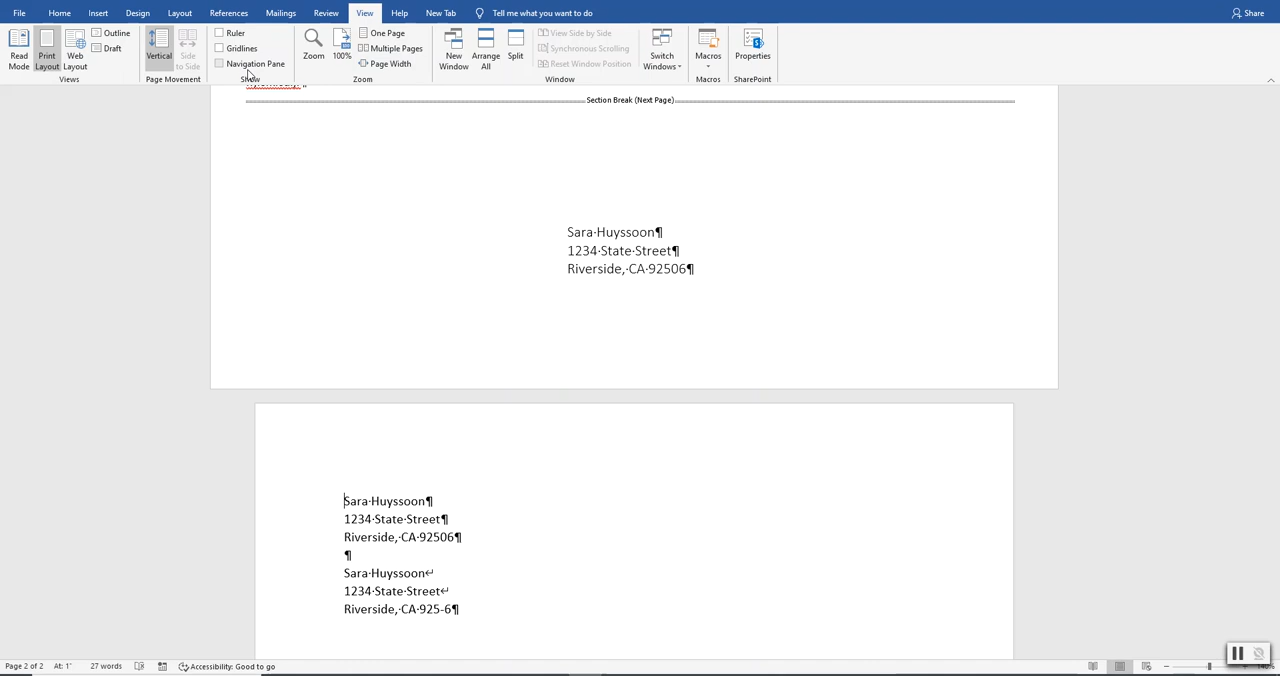 File Home Insert Design Layout References Mailings Review View Help New Tab Tell me what you want to do Share
Read Mode
Print Layout
Web Layout
Outline
Draft
Views
Vertical
Side to Side
Page Movement
Ruler
Gridlines
Navigation Pane
Show
Zoom
100%
One Page
Multiple Pages
Page Width
Zoom
New Window
Arrange All
Split
View Side by Side
Synchronous Scrolling
Reset Window Position
Window
Switch Windows
Macros
Macros
Properties
SharePoint
Section Break (Next Page)
Sara·Huyssoon¶
1234·State·Street¶
Riverside,·CA·92506¶
Sara·Huyssoon¶
1234·State·Street¶
Riverside,·CA·92506¶
¶
Sara·Huyssoon↵
1234·State·Street↵
Riverside,·CA·925-6¶
Page 2 of 2 At: 1" 27 words Accessibility: Good to go